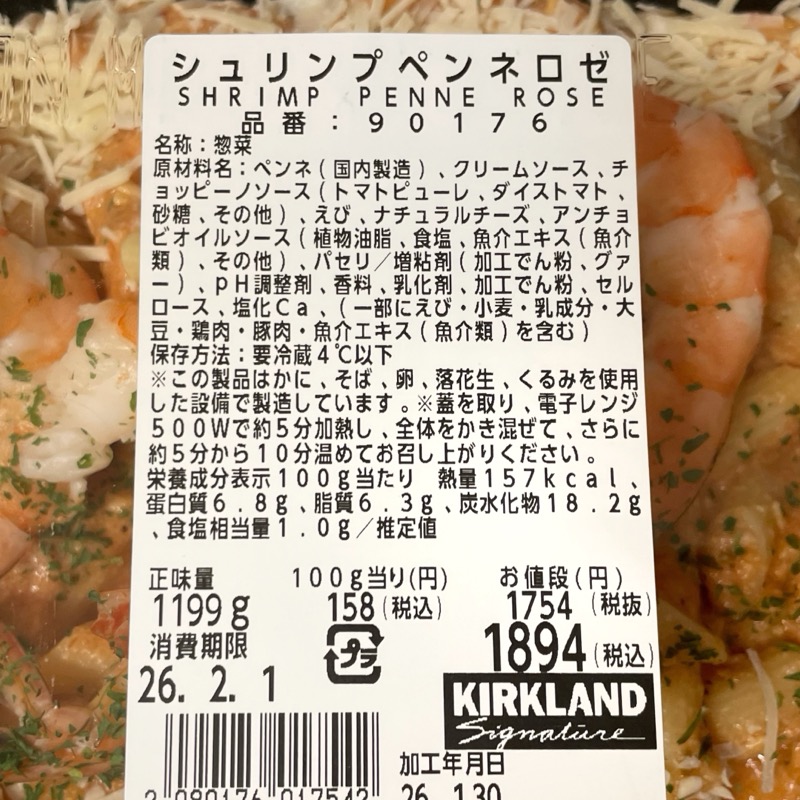 シュリンプペンネロゼ
SHRIMP PENNE ROSE
品番:90176
名称:惣菜
原材料名:ペンネ(国内製造)、クリームソース、チ
ョッピーノソース(トマトピューレ、ダイストマト、
砂糖、その他)、えび、ナチュラルチーズ、アンチョ
ビオイルソース(植物油脂、食塩、魚介エキス(魚介
類)、その他)、パセリ/増粘剤(加工でん粉、グァ
ー)、pH調整剤、香料、乳化剤、加工でん粉、セル
ロース、塩化Ca、(一部にえび・小麦・乳成分・大
豆・鶏肉・豚肉・魚介エキス(魚介類)を含む)
保存方法:要冷蔵4℃以下
※この製品はかに、そば、卵、落花生、くるみを使用
した設備で製造しています。※蓋を取り、電子レンジ
500Wで約5分加熱し、全体をかき混ぜて、さらに
約5分から10分温めてお召し上がりください。
栄養成分表示100g当たり 熱量157kcal、
蛋白質6.8g、脂質6.3g、炭水化物18.2g
、食塩相当量1.0g/推定値
正味量 100g当り(円) お値段(円)
1199g 158(税込) 1754(税抜)
消費期限 プラ 1894(税込)
26.2.1 KIRKLAND
Signature
加工年月日
2 080176 017542 26.1.30